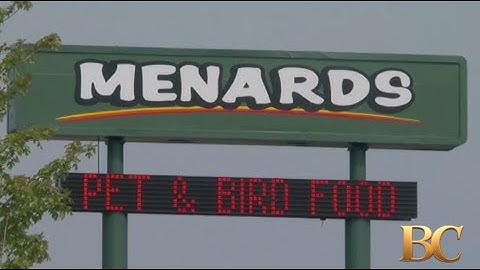 MENARDS
PET & BIRD FOOD
BC